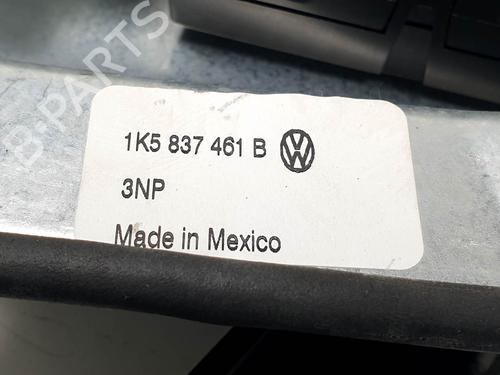 B-PARTS
1K5 837 461 B
3NP
Made in Mexico